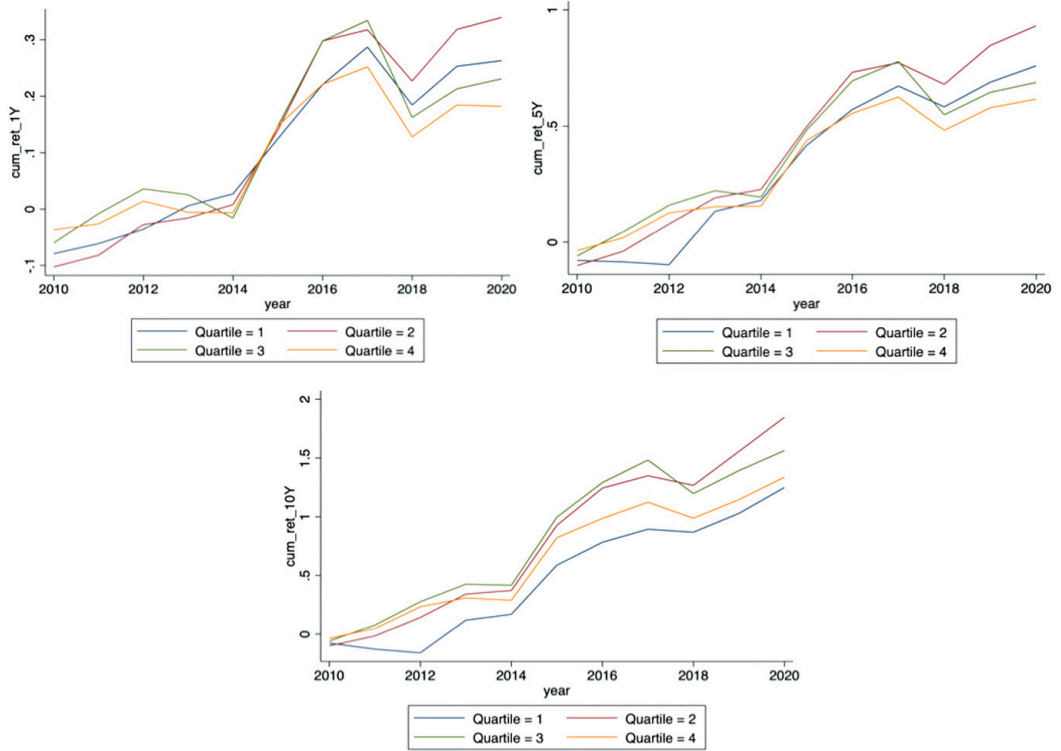 cum_ret_1Y
.3
.2
.1
0
-.1
2010 2012 2014 2016 2018 2020
year
Quartile = 1 Quartile = 2
Quartile = 3 Quartile = 4
cum_ret_5Y
1
.5
0
2010 2012 2014 2016 2018 2020
year
Quartile = 1 Quartile = 2
Quartile = 3 Quartile = 4
cum_ret_10Y
2
1.5
1
.5
0
2010 2012 2014 2016 2018 2020
year
Quartile = 1 Quartile = 2
Quartile = 3 Quartile = 4